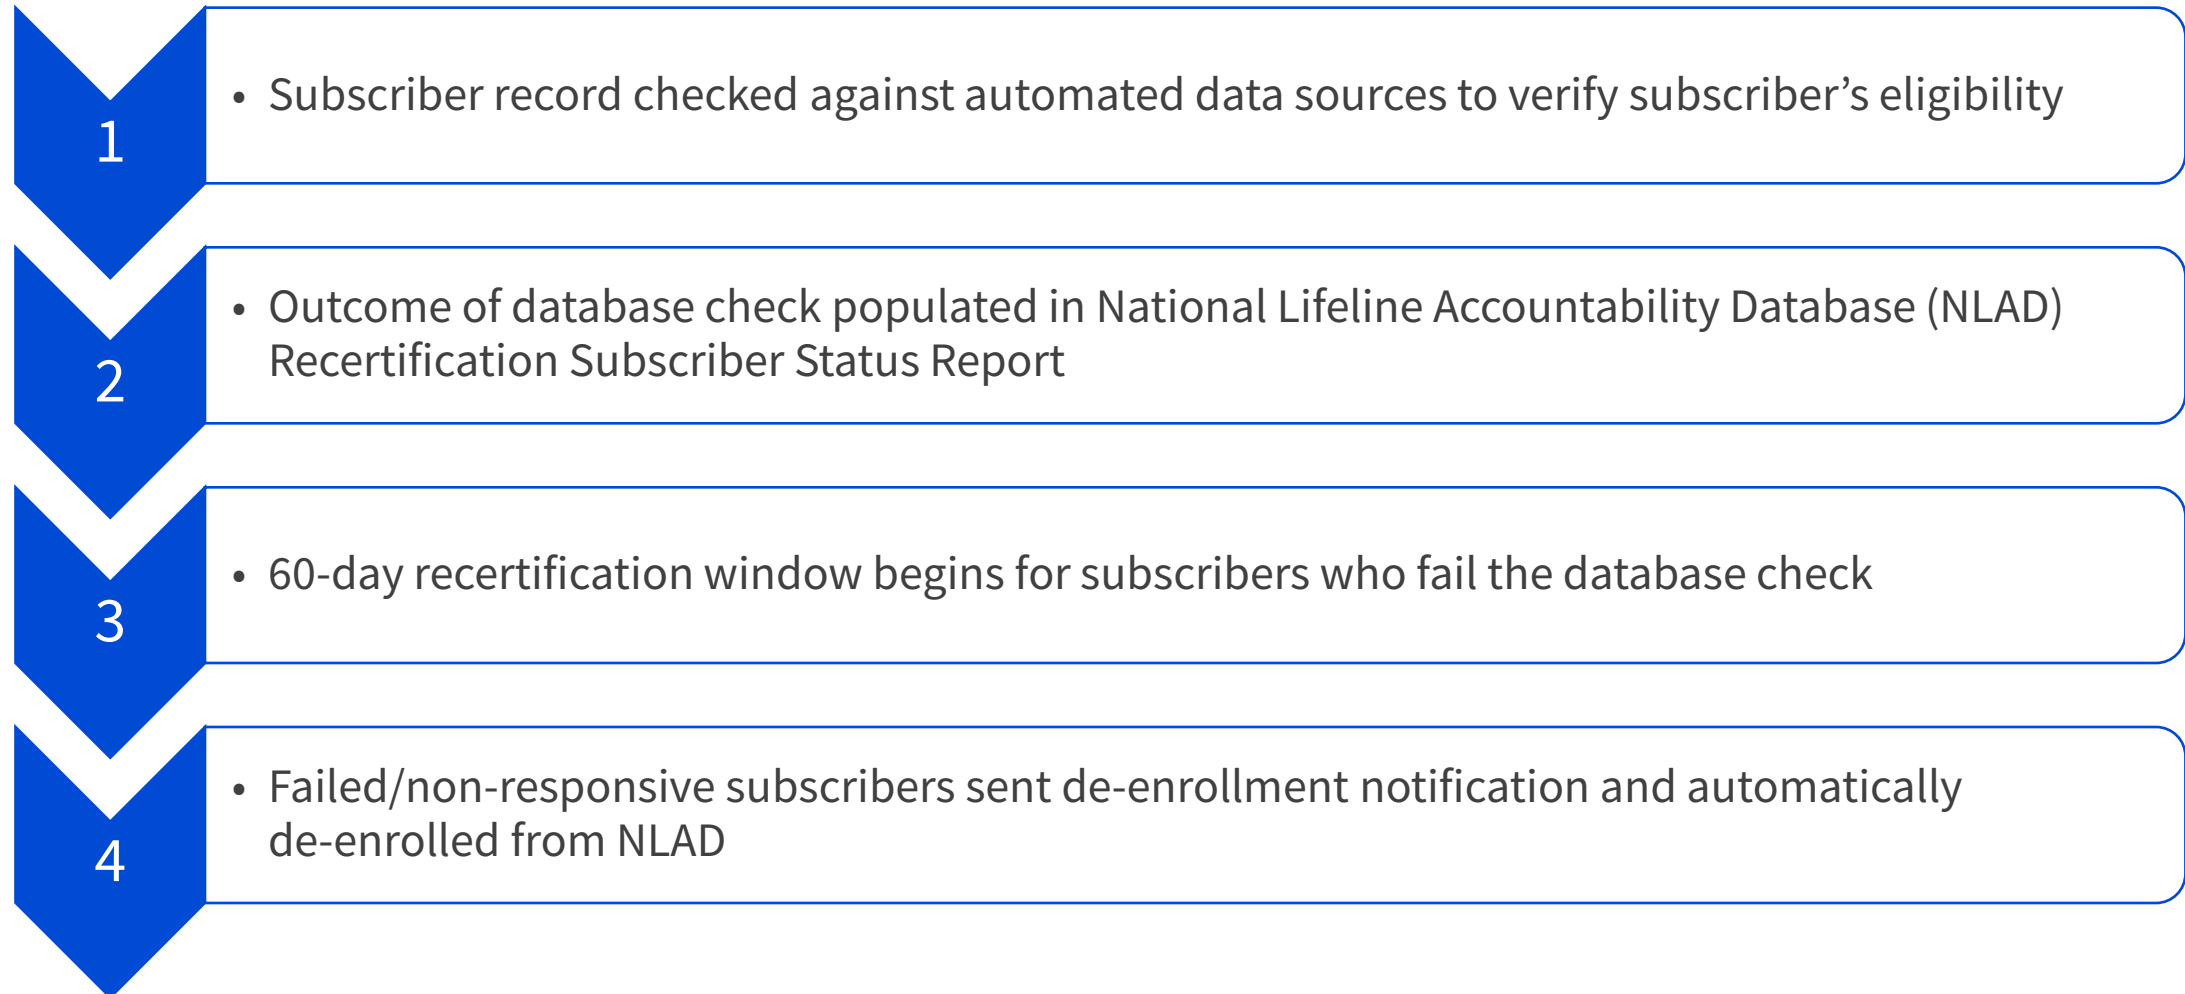 1
• Subscriber record checked against automated data sources to verify subscriber’s eligibility
2
• Outcome of database check populated in National Lifeline Accountability Database (NLAD)
Recertification Subscriber Status Report
3
• 60-day recertification window begins for subscribers who fail the database check
4
• Failed/non-responsive subscribers sent de-enrollment notification and automatically
de-enrolled from NLAD